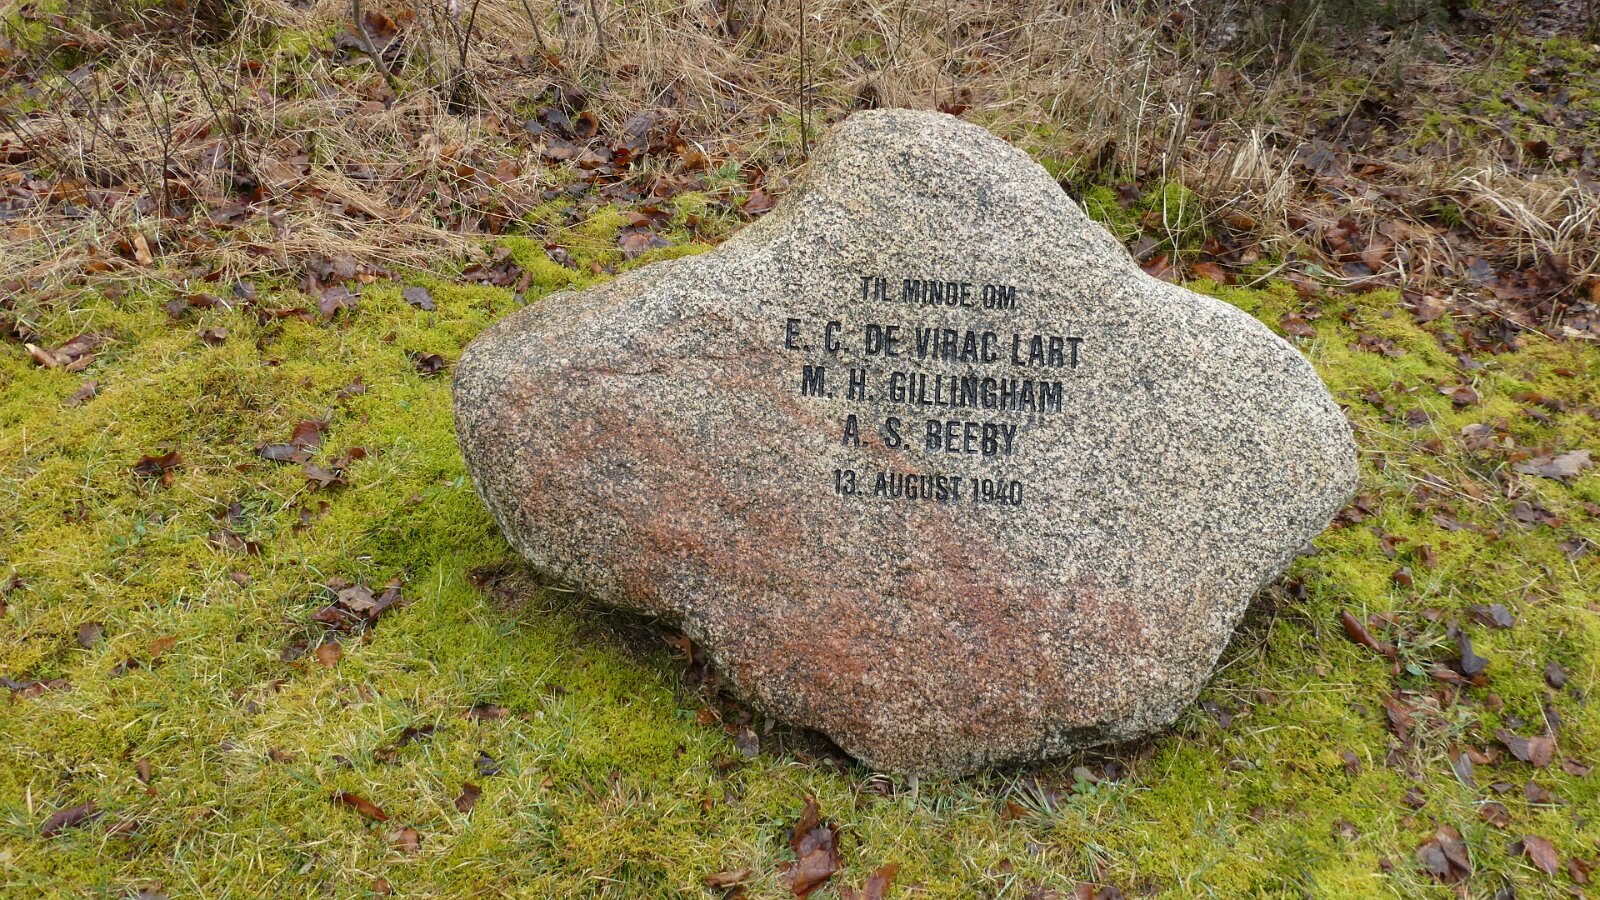 TIL MINDE OM
E. C. DE VIRAC LART
M. H. GILLINGHAM
A. S. BEEBY
13. AUGUST 1940